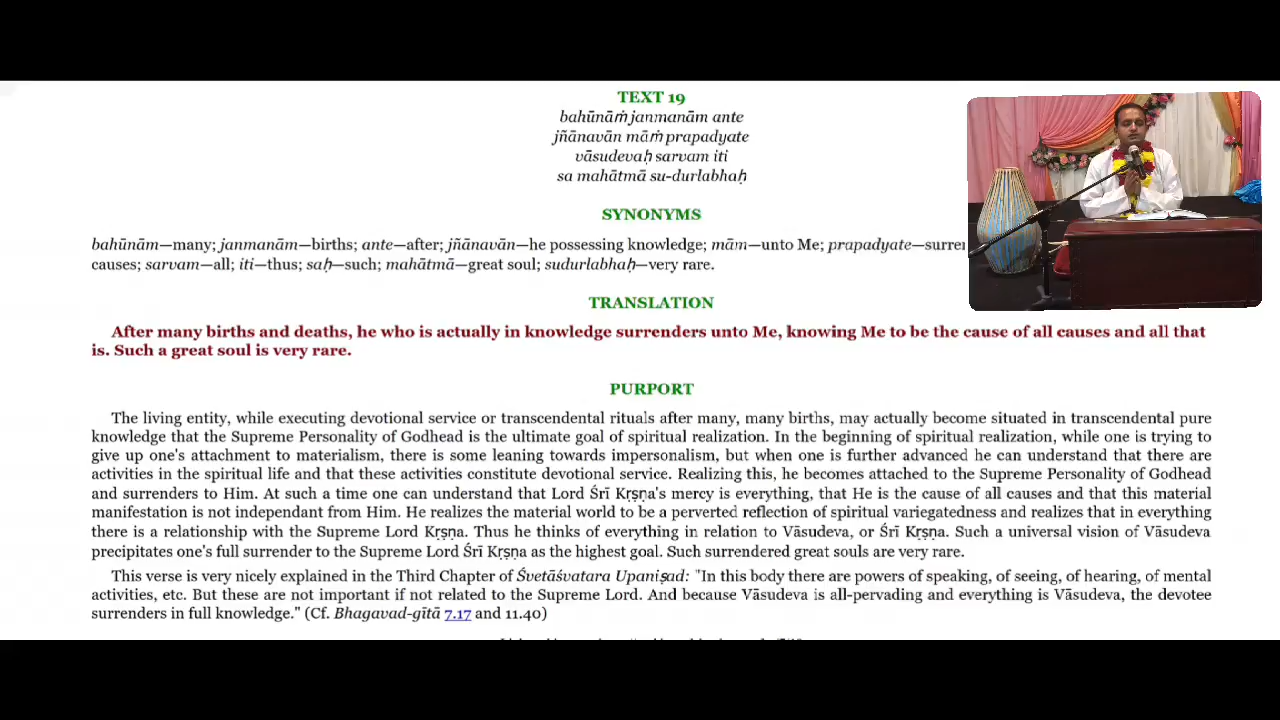 TEXT 19
bahūnāṁ janmanām ante
jñānavān māṁ prapadyate
vāsudevaḥ sarvam iti
sa mahātmā su-durlabhaḥ
SYNONYMS
bahūnām—many; janmanām—births; ante—after; jñānavān—he possessing knowledge; mām—unto Me; prapadyate—surre
causes; sarvam—all; iti—thus; saḥ—such; mahātmā—great soul; sudurlabhaḥ—very rare.
TRANSLATION
After many births and deaths, he who is actually in knowledge surrenders unto Me, knowing Me to be the cause of all causes and all that
is. Such a great soul is very rare.
PURPORT
The living entity, while executing devotional service or transcendental rituals after many, many births, may actually become situated in transcendental pure
knowledge that the Supreme Personality of Godhead is the ultimate goal of spiritual realization. In the beginning of spiritual realization, while one is trying to
give up one's attachment to materialism, there is some leaning towards impersonalism, but when one is further advanced he can understand that there are
activities in the spiritual life and that these activities constitute devotional service. Realizing this, he becomes attached to the Supreme Personality of Godhead
and surrenders to Him. At such a time one can understand that Lord Śrī Kṛṣṇa's mercy is everything, that He is the cause of all causes and that this material
manifestation is not independant from Him. He realizes the material world to be a perverted reflection of spiritual variegatedness and realizes that in everything
there is a relationship with the Supreme Lord Kṛṣṇa. Thus he thinks of everything in relation to Vāsudeva, or Śrī Kṛṣṇa. Such a universal vision of Vāsudeva
precipitates one's full surrender to the Supreme Lord Śrī Kṛṣṇa as the highest goal. Such surrendered great souls are very rare.
This verse is very nicely explained in the Third Chapter of Śvetāśvatara Upaniṣad: "In this body there are powers of speaking, of seeing, of hearing, of mental
activities, etc. But these are not important if not related to the Supreme Lord. And because Vāsudeva is all-pervading and everything is Vāsudeva, the devotee
surrenders in full knowledge." (Cf. Bhagavad-gītā 7.17 and 11.40)